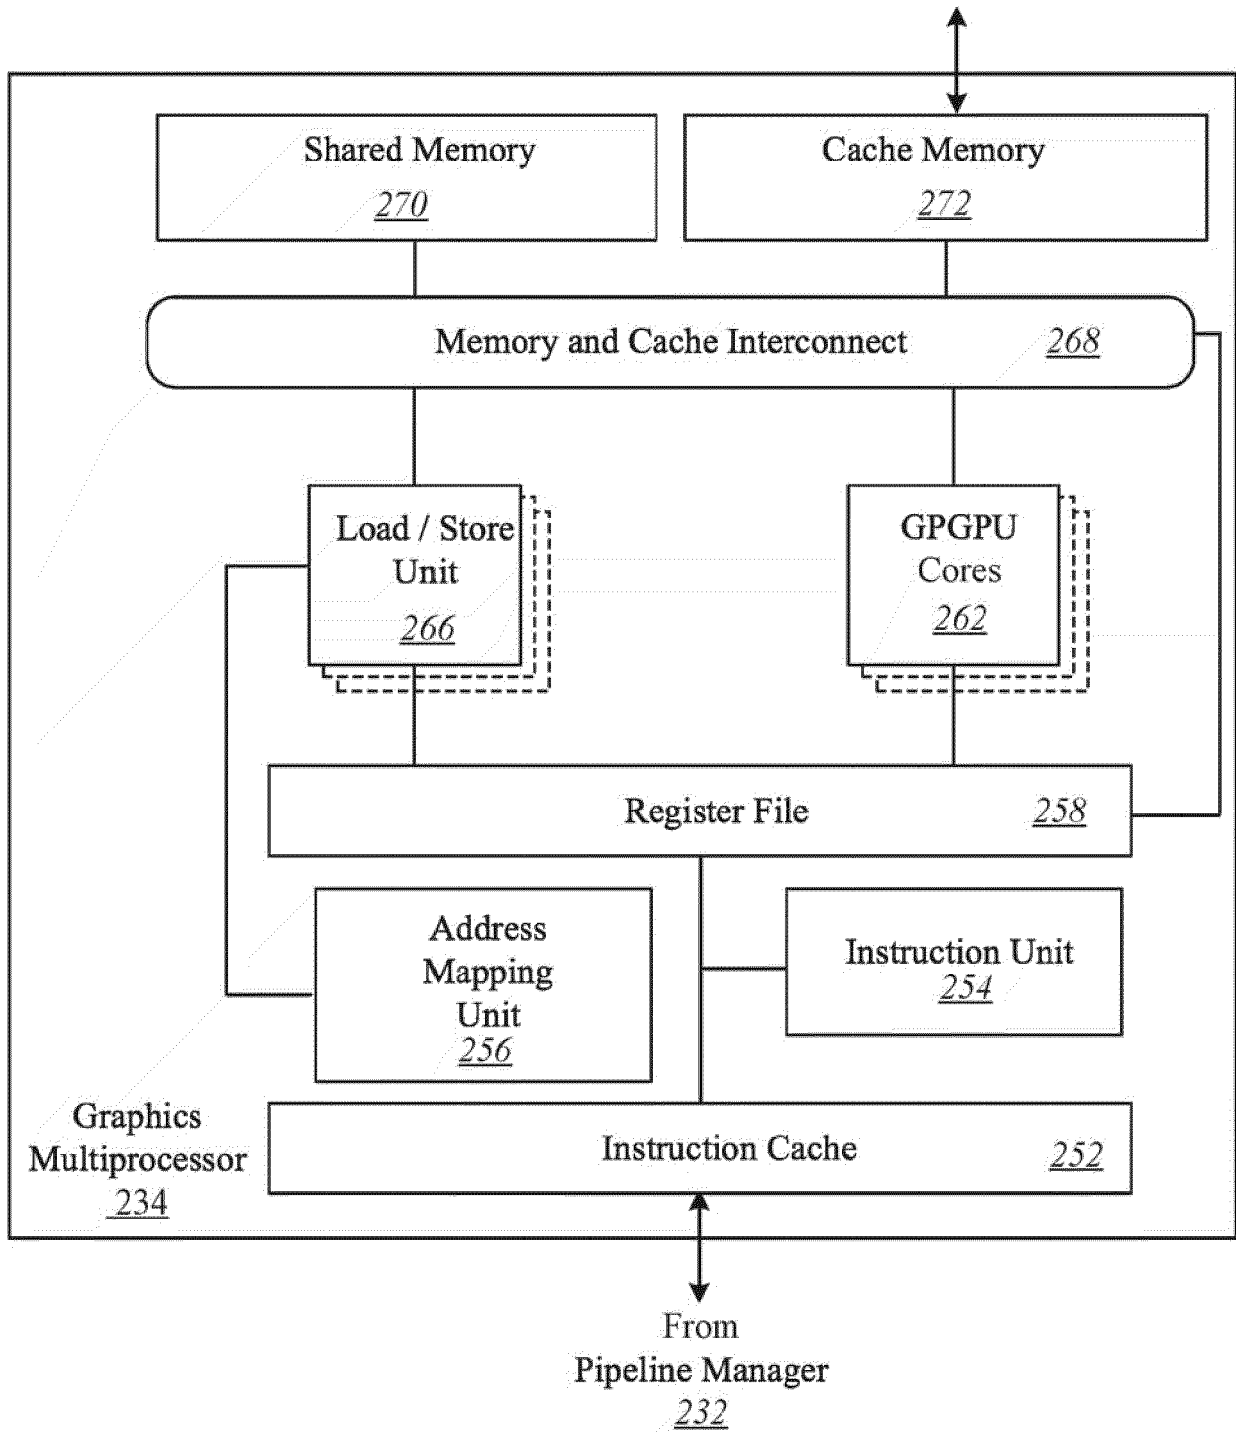 Shared Memory
270
Cache Memory
272
Memory and Cache Interconnect 268
Load / Store
Unit
266
GPGPU
Cores
262
Register File 258
Address
Mapping
Unit
256
Instruction Unit
254
Graphics
Multiprocessor
234
Instruction Cache 252
From
Pipeline Manager
232